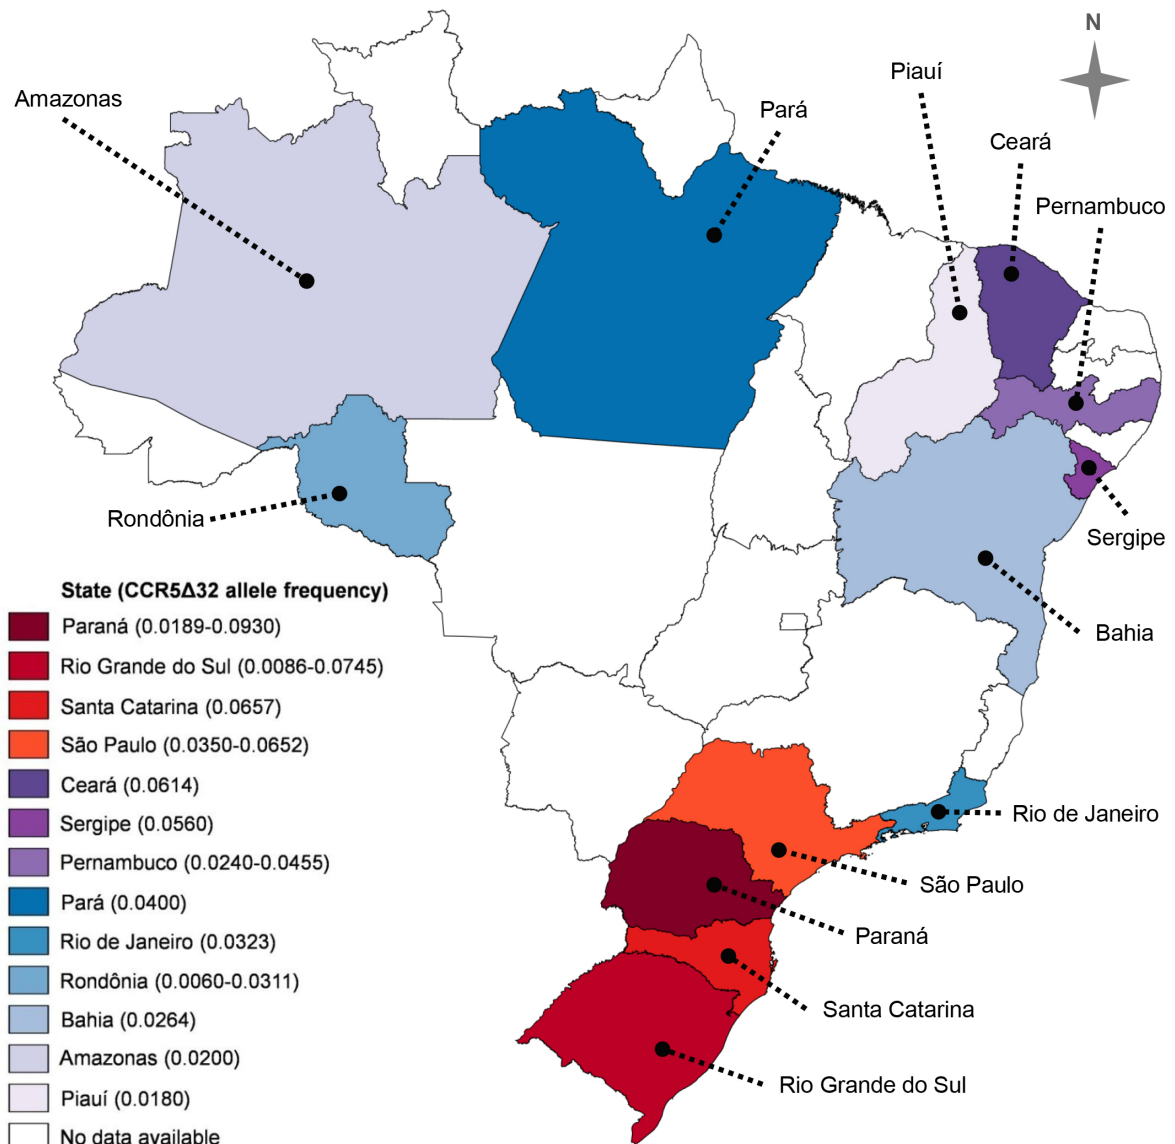 N
Piauí
Amazonas
Pará
Ceará
Pernambuco
Rondônia
Sergipe
Bahia
State (CCR5Δ32 allele frequency)
Paraná (0.0189-0.0930)
Rio Grande do Sul (0.0086-0.0745)
Santa Catarina (0.0657)
São Paulo (0.0350-0.0652)
Ceará (0.0614)
Sergipe (0.0560)
Pernambuco (0.0240-0.0455)
Pará (0.0400)
Rio de Janeiro (0.0323)
Rondônia (0.0060-0.0311)
Bahia (0.0264)
Amazonas (0.0200)
Piauí (0.0180)
No data available
Rio de Janeiro
São Paulo
Paraná
Santa Catarina
Rio Grande do Sul